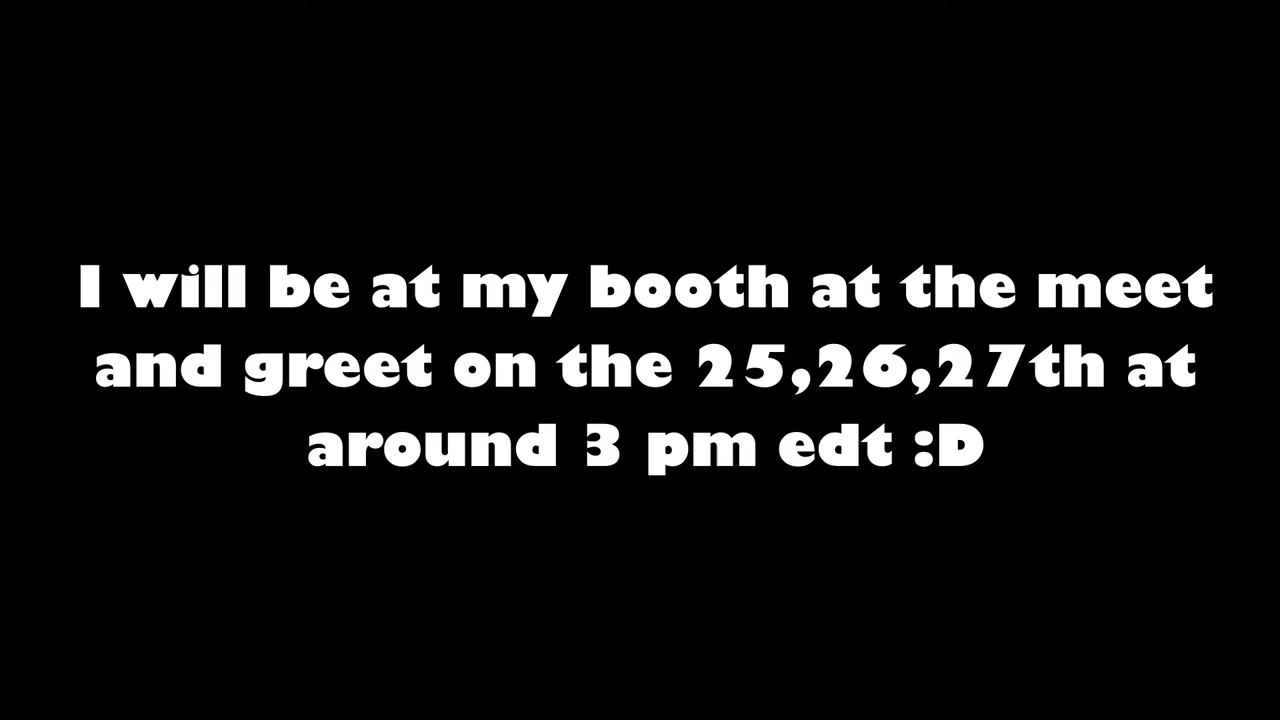 I will be at my booth at the meet
and greet on the 25,26,27th at
around 3 pm edt :D